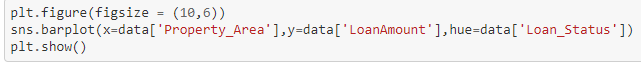 plt.figure(figsize = (10,6))
sns.barplot(x=data['Property_Area'],y=data['LoanAmount'],hue=data['Loan_Status'])
plt.show()